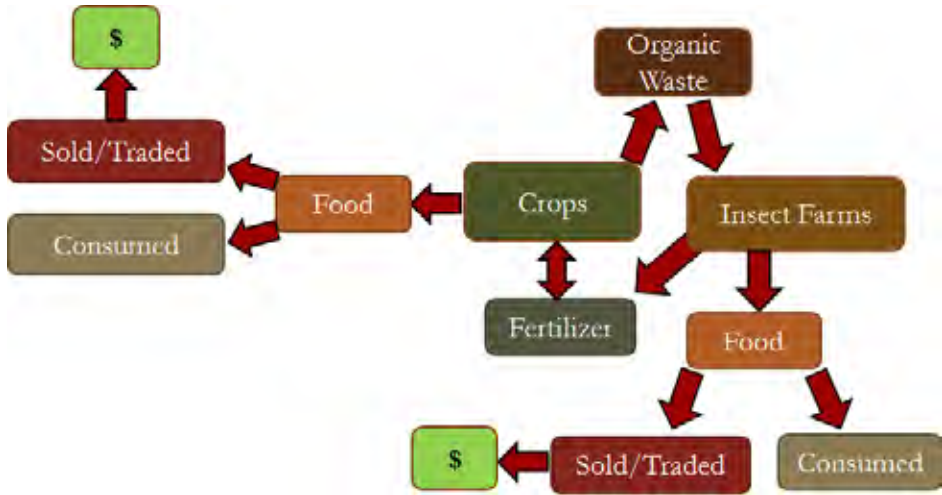 $
Organic
Waste
Sold/Traded
Food
Crops
Insect Farms
Consumed
Fertilizer
Food
$
Sold/Traded
Consumed